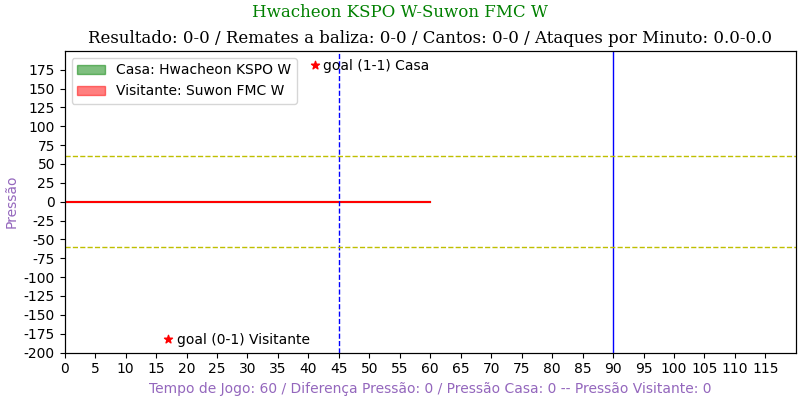 Hwacheon KSPO W-Suwon FMC W
Resultado: 0-0 / Remates a baliza: 0-0 / Cantos: 0-0 / Ataques por Minuto: 0.0-0.0
Casa: Hwacheon KSPO W
Visitante: Suwon FMC W
goal (1-1) Casa
goal (0-1) Visitante
Pressão
175
150
125
100
75
50
25
0
-25
-50
-75
-100
-125
-150
-175
-200
0 5 10 15 20 25 30 35 40 45 50 55 60 65 70 75 80 85 90 95 100 105 110 115
Tempo de Jogo: 60 / Diferença Pressão: 0 / Pressão Casa: 0 -- Pressão Visitante: 0